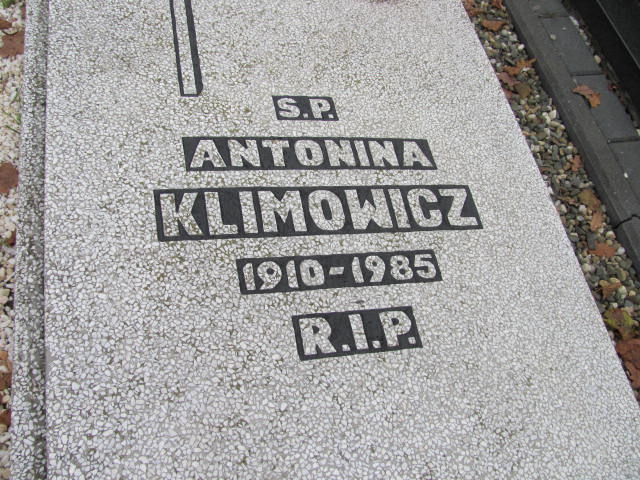 S.P.
ANTONINA
KLIMOWICZ
1910-1985
R.I.P.